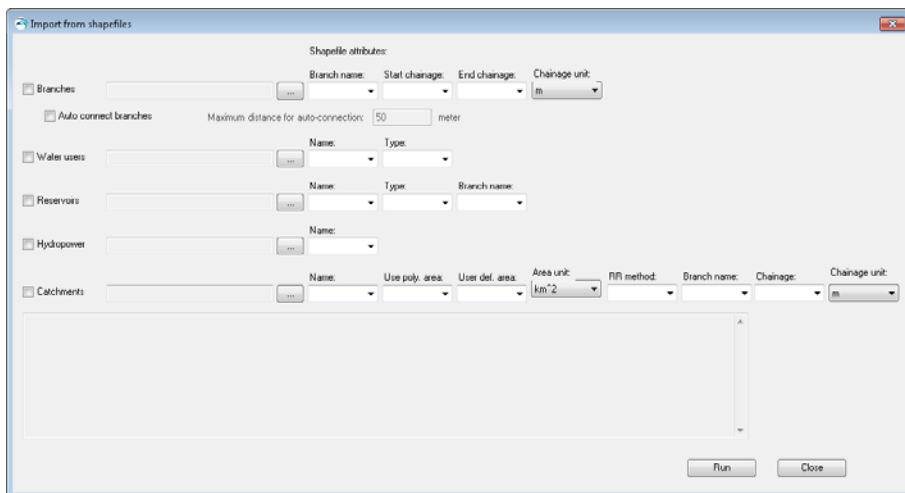 Import from shapefiles
Shapefile attributes:
Branch name: Start chainage: End chainage: Chainage unit:
Branches ... m
Auto connect branches Maximum distance for auto-connection: 50 meter
Name: Type:
Water users ...
Name: Type: Branch name:
Reservoirs ...
Name:
Hydropower ...
Name: Use poly. area: User def. area: Area unit: RR method: Branch name: Chainage: Chainage unit:
Catchments ... km^2 m
Run Close